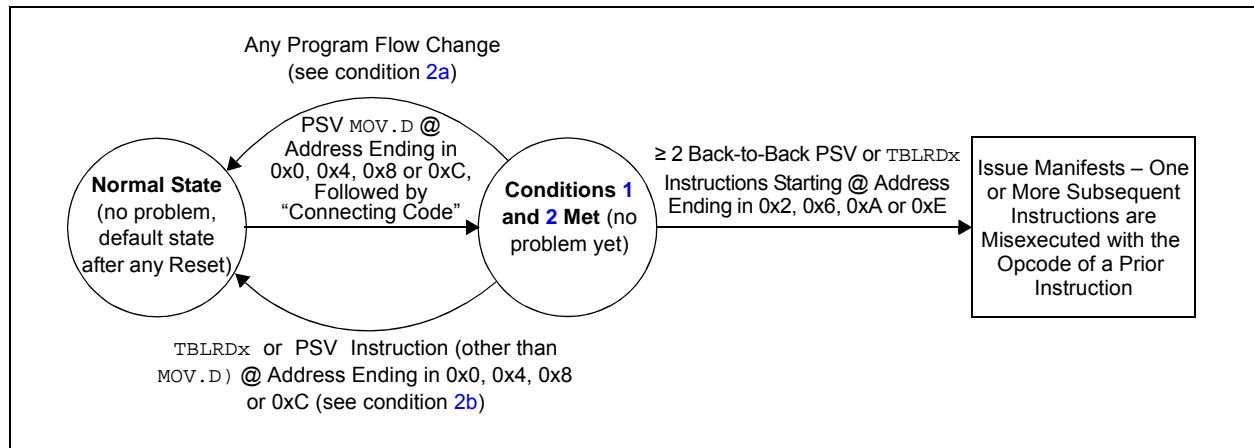 Any Program Flow Change
(see condition 2a)
PSV MOV.D @
Address Ending in
0x0, 0x4, 0x8 or 0xC,
Followed by
“Connecting Code”
Normal State
(no problem,
default state
after any Reset)
Conditions 1
and 2 Met (no
problem yet)
≥ 2 Back-to-Back PSV or TBLRDx
Instructions Starting @ Address
Ending in 0x2, 0x6, 0xA or 0xE
Issue Manifests – One
or More Subsequent
Instructions are
Misexecuted with the
Opcode of a Prior
Instruction
TBLRDx or PSV Instruction (other than
MOV.D) @ Address Ending in 0x0, 0x4, 0x8
or 0xC (see condition 2b)